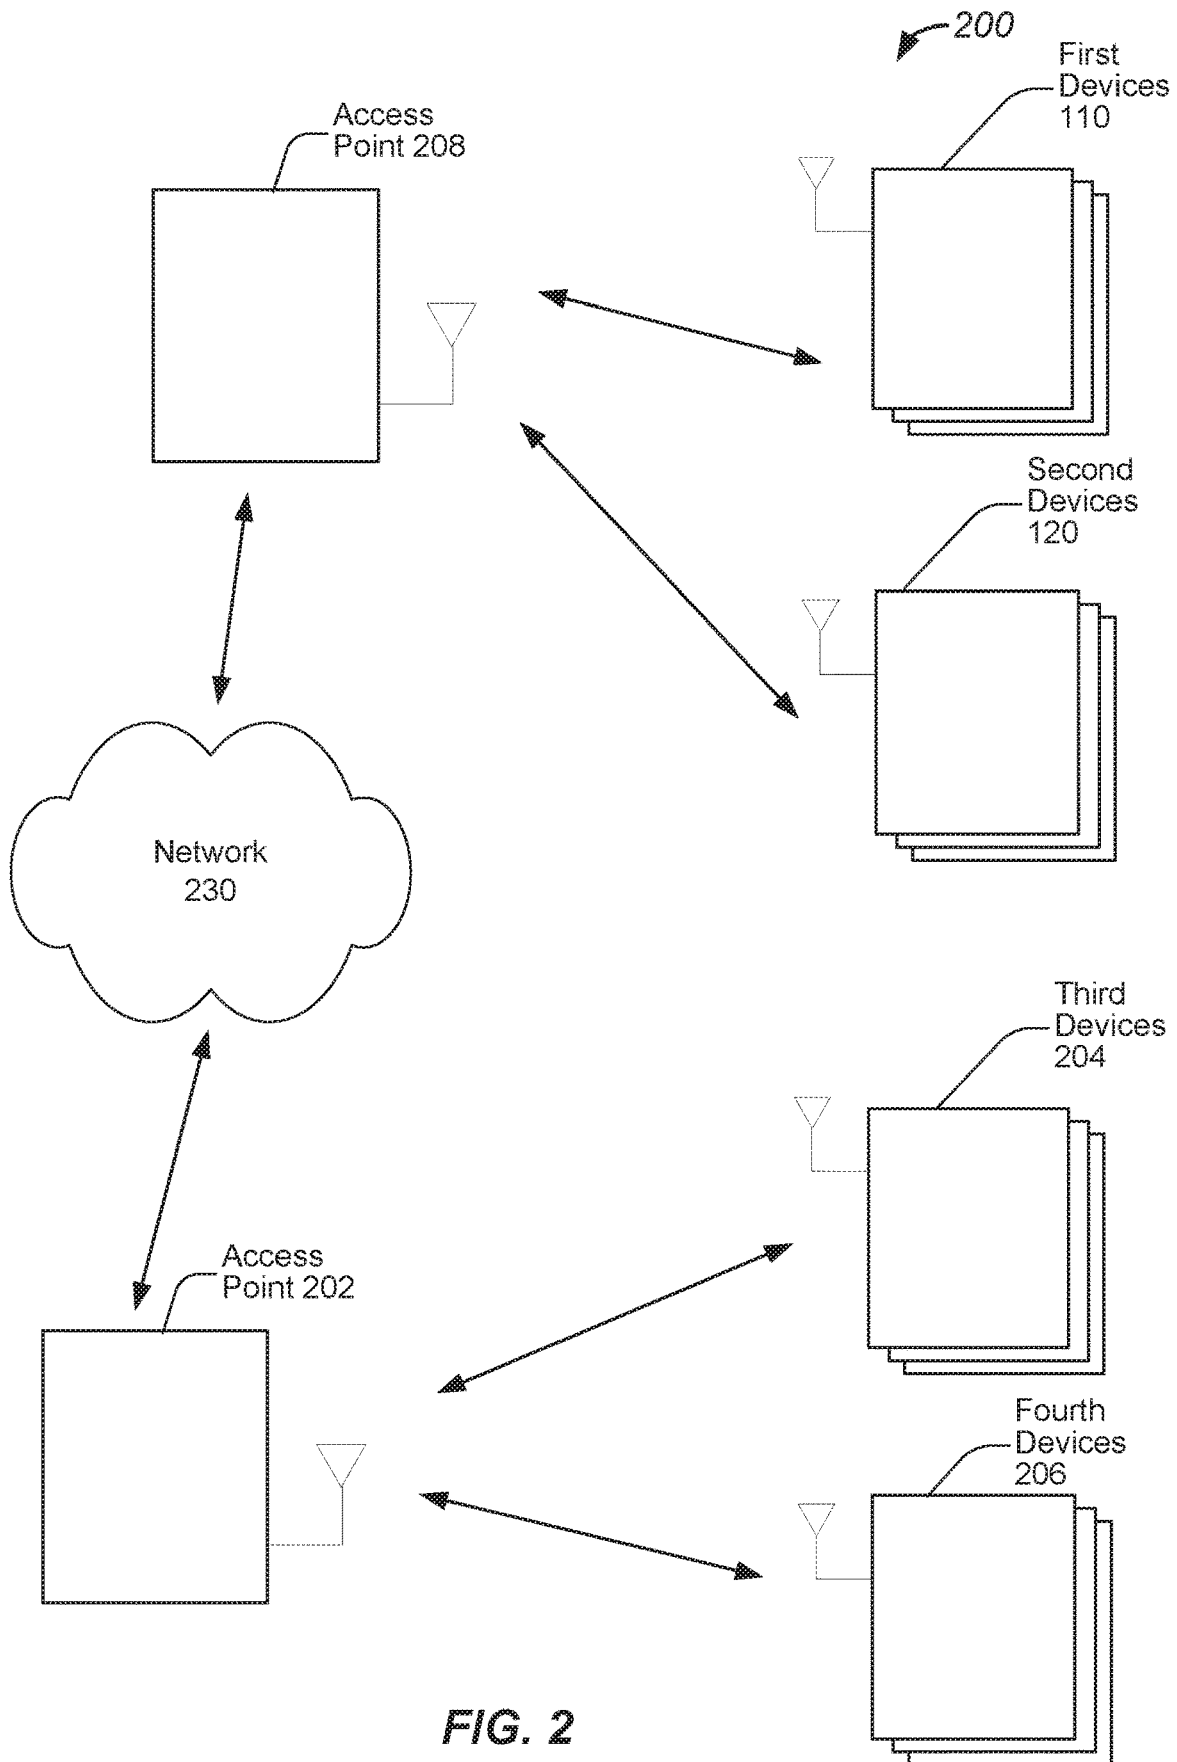 200
First
Devices
110
Access
Point 208
Second
Devices
120
Network
230
Third
Devices
204
Access
Point 202
Fourth
Devices
206
FIG. 2